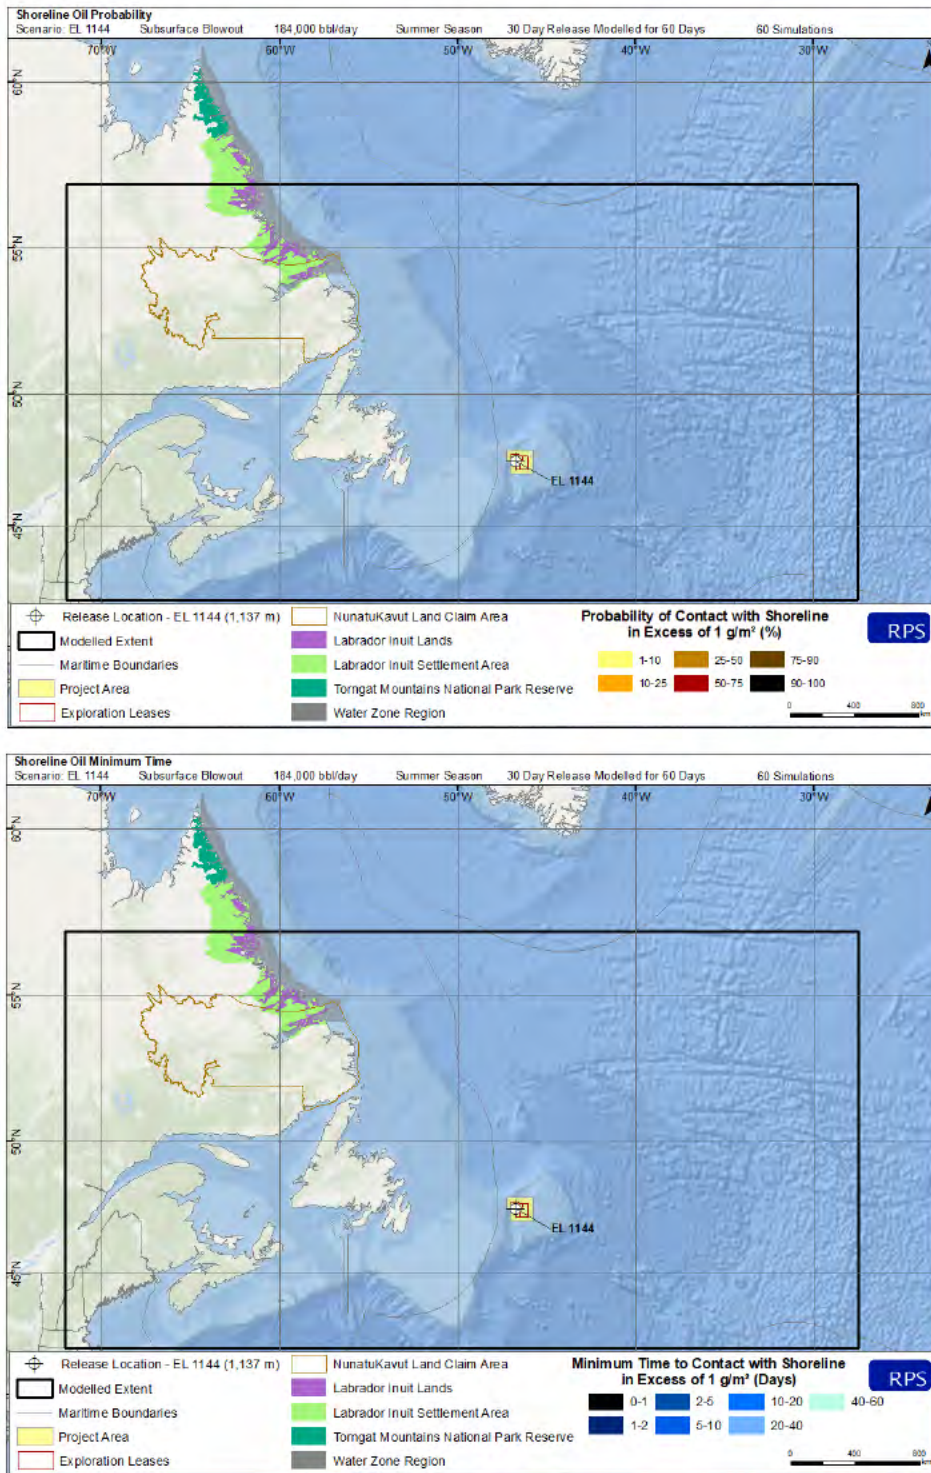 Shoreline Oil Probability
Scenario: EL 1144 Subsurface Blowout 184,000 bbl/day Summer Season 30 Day Release Modelled for 60 Days 60 Simulations
70°W 60°W 50°W 40°W 30°W
60°N
55°N
50°N
EL 1144
45°N
Release Location - EL 1144 (1,137 m)
Modelled Extent
Maritime Boundaries
Project Area
Exploration Leases
NunatuKavut Land Claim Area
Labrador Inuit Lands
Labrador Inuit Settlement Area
Torngat Mountains National Park Reserve
Water Zone Region
Probability of Contact with Shoreline
in Excess of 1 g/m² (%)
1-10 25-50 75-90
10-25 50-75 90-100
RPS
0 400 800
km
Shoreline Oil Minimum Time
Scenario: EL 1144 Subsurface Blowout 184,000 bbl/day Summer Season 30 Day Release Modelled for 60 Days 60 Simulations
70°W 60°W 50°W 40°W 30°W
60°N
55°N
50°N
EL 1144
45°N
Release Location - EL 1144 (1,137 m)
Modelled Extent
Maritime Boundaries
Project Area
Exploration Leases
NunatuKavut Land Claim Area
Labrador Inuit Lands
Labrador Inuit Settlement Area
Torngat Mountains National Park Reserve
Water Zone Region
Minimum Time to Contact with Shoreline
in Excess of 1 g/m² (Days)
0-1 2-5 10-20 40-60
1-2 5-10 20-40
RPS
0 400 800
km